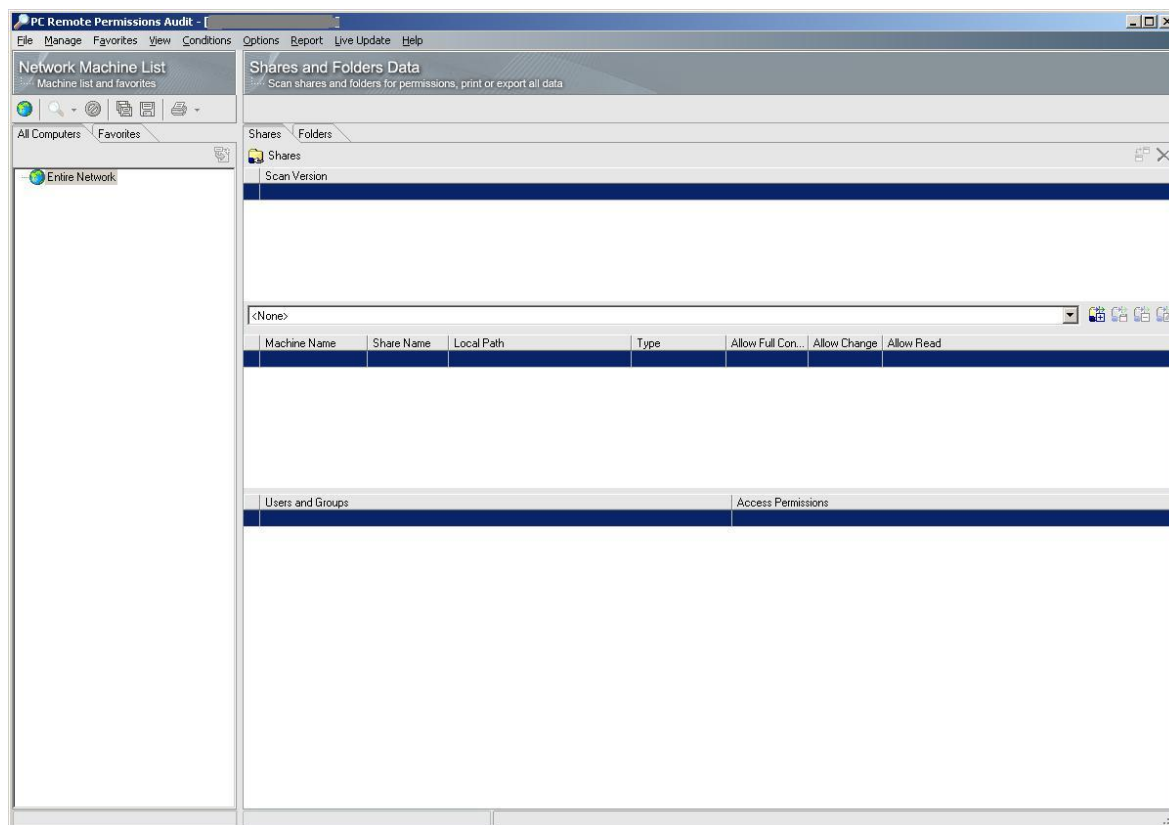 PC Remote Permissions Audit - [ ]
File Manage Favorites View Conditions Options Report Live Update Help
Network Machine List
Machine list and favorites
Shares and Folders Data
Scan shares and folders for permissions, print or export all data
All Computers Favorites
Shares Folders
Shares
Entire Network
Scan Version
<None>
Machine Name Share Name Local Path Type Allow Full Con... Allow Change Allow Read
Users and Groups Access Permissions